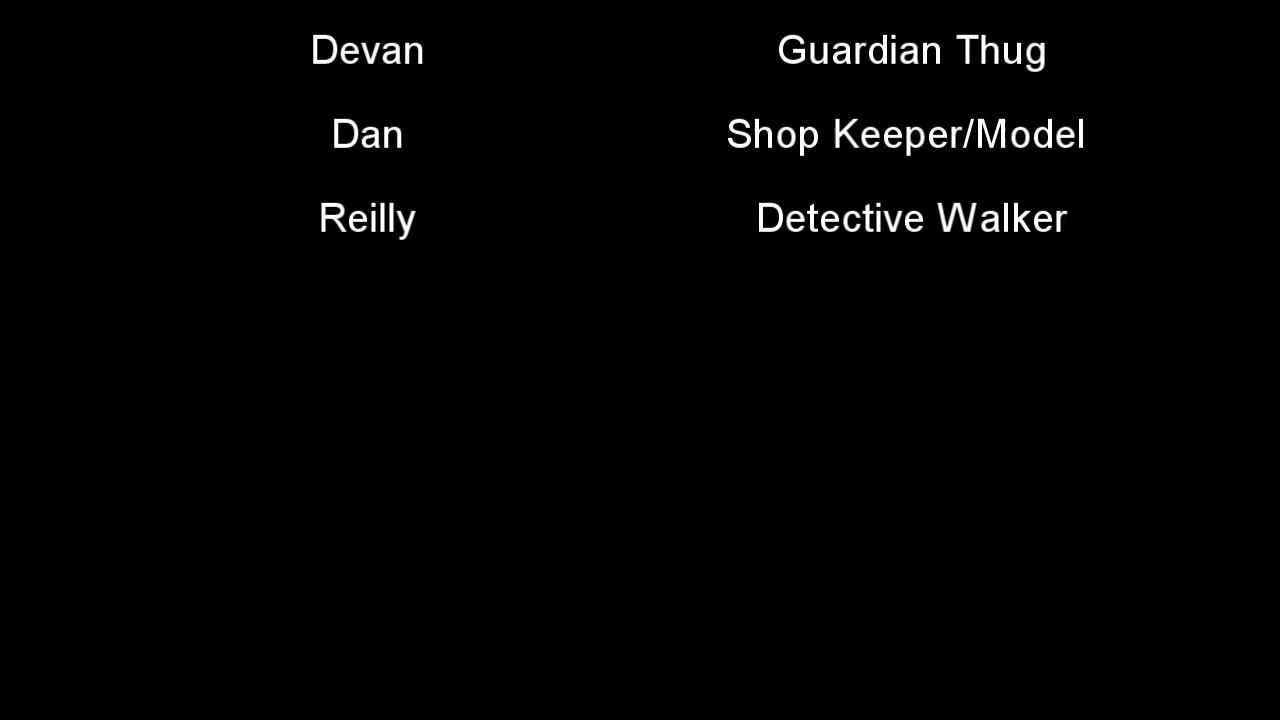 Devan Guardian Thug
Dan Shop Keeper/Model
Reilly Detective Walker